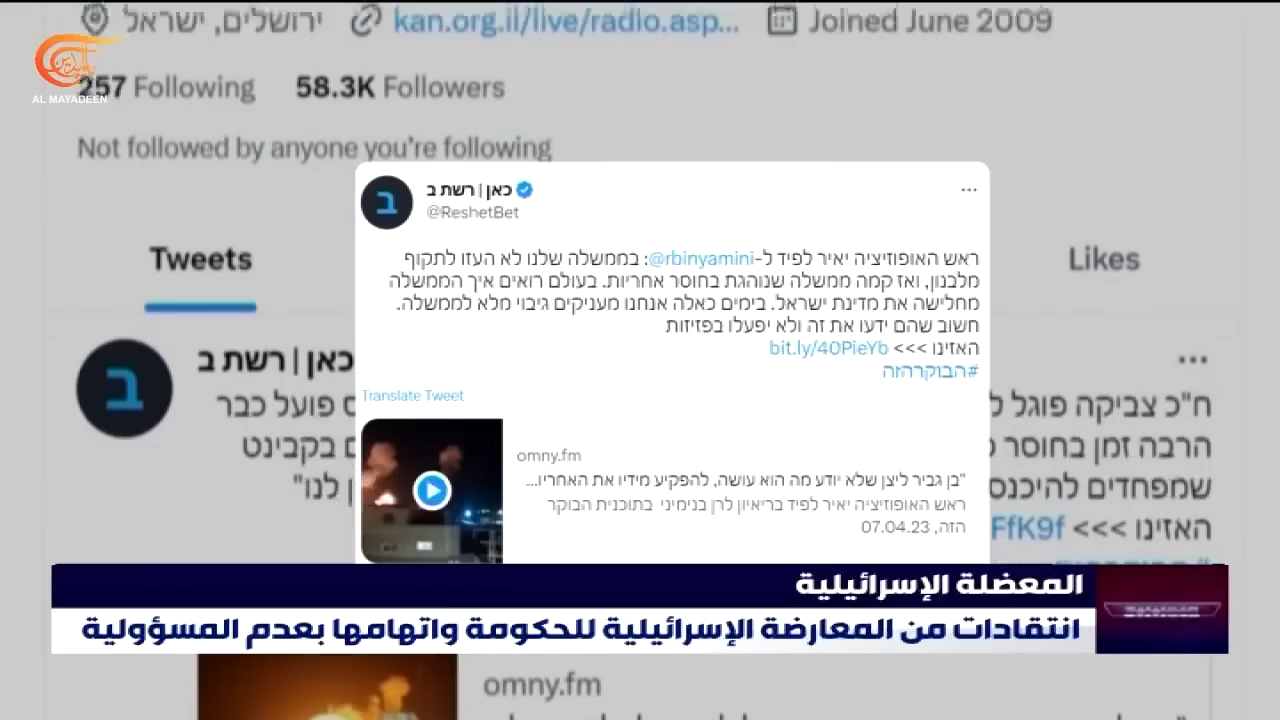 ירושלים, ישראל kan.org.il/live/radio.asp... Joined June 2009
257 Following 58.3K Followers
AL MAYADEEN
Not followed by anyone you're following
Tweets
Likes
כאן | רשת ב
@ReshetBet
ראש האופוזיציה יאיר לפיד ל-@rbinyamini: בממשלה שלנו לא העזו לתקוף
מלבנון, ואז קמה ממשלה שנוהגת בחוסר אחריות. בעולם רואים איך הממשלה
מחלישה את מדינת ישראל. בימים כאלה אנחנו מעניקים גיבוי מלא לממשלה.
חשוב שהם ידעו את זה ולא יפעלו בפזיזות
האזינו >>> bit.ly/40PieYb
#הבוקרהזה
Translate Tweet
omny.fm
"בן גביר ליצן שלא יודע מה הוא עושה, להפקיע מידיו את האחריו...
ראש האופוזיציה יאיר לפיד בריאיון לרן בנימיני בתוכנית הבוקר
הזה, 07.04.23
כאן | רשת ב
ח"כ צביקה פוגל ל
ס פועל כבר
הרבה זמן בחוסר
ם בקבינט
שמפחדים להיכנס
ן לנו"
האזינו >>> FfK9f
المعضلة الإسرائيلية
انتقادات من المعارضة الإسرائيلية للحكومة واتهامها بعدم المسؤولية
omny.fm